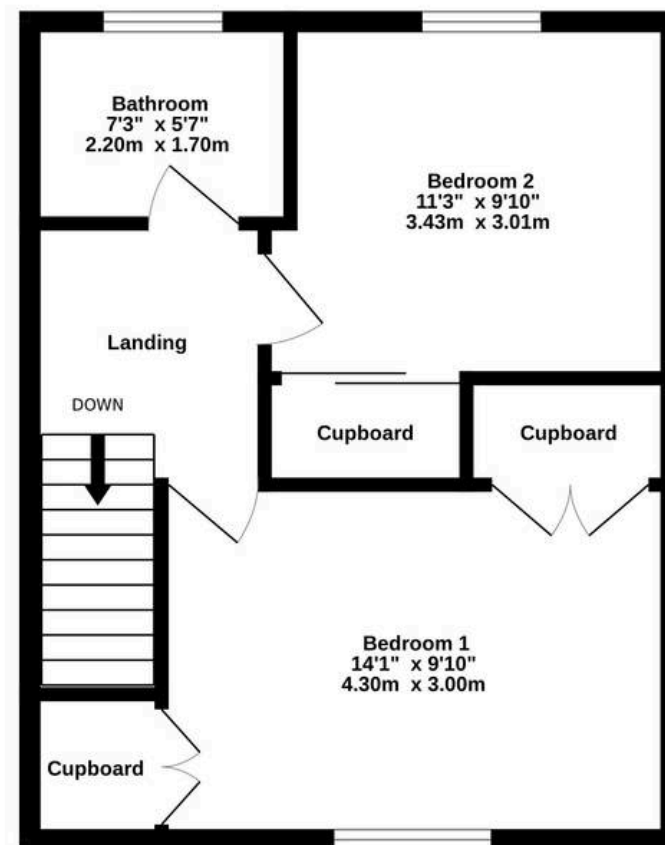 Bathroom
7'3" x 5'7"
2.20m x 1.70m
Bedroom 2
11'3" x 9'10"
3.43m x 3.01m
Landing
DOWN
Cupboard
Cupboard
Bedroom 1
14'1" x 9'10"
4.30m x 3.00m
Cupboard